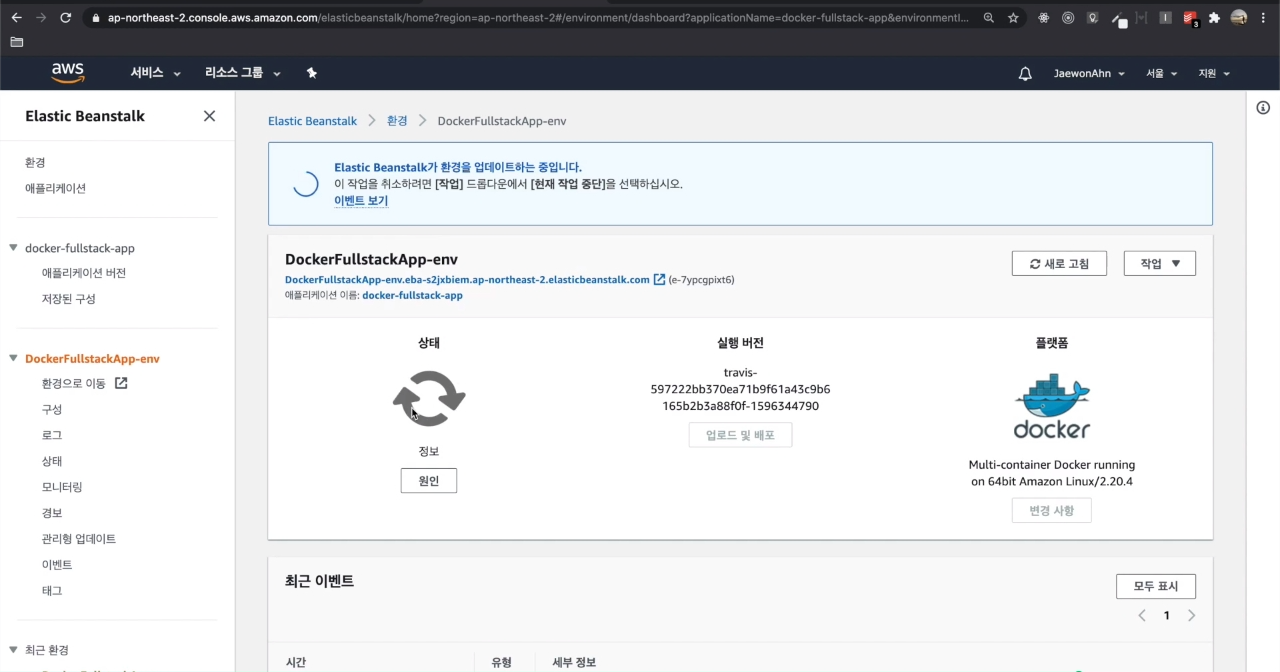 ap-northeast-2.console.aws.amazon.com/elasticbeanstalk/home?region=ap-northeast-2#/environment/dashboard?applicationName=docker-fullstack-app&environmentI...
3
aws
서비스
리소스 그룹
JaewonAhn
서울
지원
Elastic Beanstalk
환경
애플리케이션
docker-fullstack-app
애플리케이션 버전
저장된 구성
DockerFullstackApp-env
환경으로 이동
구성
로그
상태
모니터링
경보
관리형 업데이트
이벤트
태그
최근 환경
Elastic Beanstalk
환경
DockerFullstackApp-env
Elastic Beanstalk가 환경을 업데이트하는 중입니다.
이 작업을 취소하려면 [작업] 드롭다운에서 [현재 작업 중단]을 선택하십시오.
이벤트 보기
DockerFullstackApp-env
DockerFullstackApp-env.eba-s2jxbiem.ap-northeast-2.elasticbeanstalk.com (e-7ypcgpixt6)
애플리케이션 이름: docker-fullstack-app
새로 고침
작업
상태
정보
원인
실행 버전
travis-
597222bb370ea71b9f61a43c9b6
165b2b3a88f0f-1596344790
업로드 및 배포
플랫폼
docker
Multi-container Docker running
on 64bit Amazon Linux/2.20.4
변경 사항
최근 이벤트
모두 표시
1
시간
유형
세부 정보